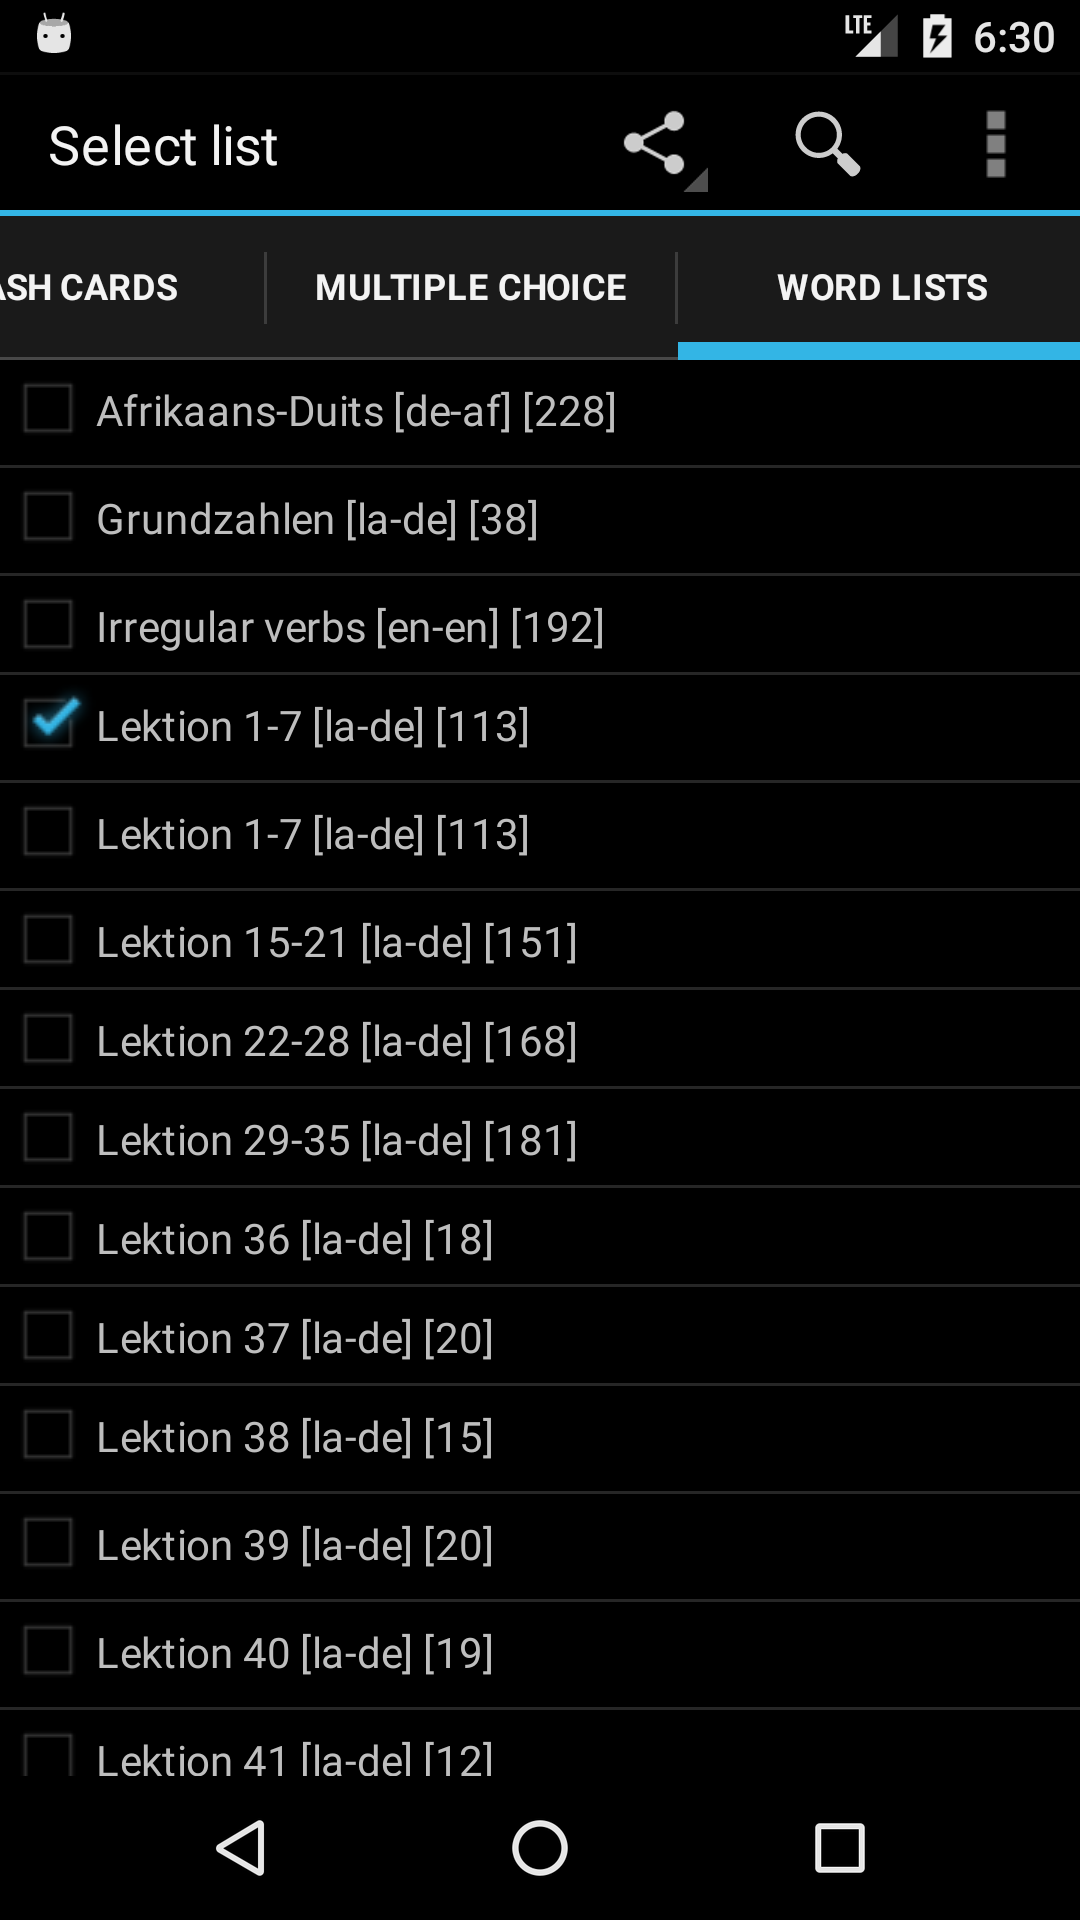 LTE 6:30
Select list
ASH CARDS MULTIPLE CHOICE WORD LISTS
Afrikaans-Duits [de-af] [228]
Grundzahlen [la-de] [38]
Irregular verbs [en-en] [192]
Lektion 1-7 [la-de] [113]
Lektion 1-7 [la-de] [113]
Lektion 15-21 [la-de] [151]
Lektion 22-28 [la-de] [168]
Lektion 29-35 [la-de] [181]
Lektion 36 [la-de] [18]
Lektion 37 [la-de] [20]
Lektion 38 [la-de] [15]
Lektion 39 [la-de] [20]
Lektion 40 [la-de] [19]
Lektion 41 [la-de] [12]